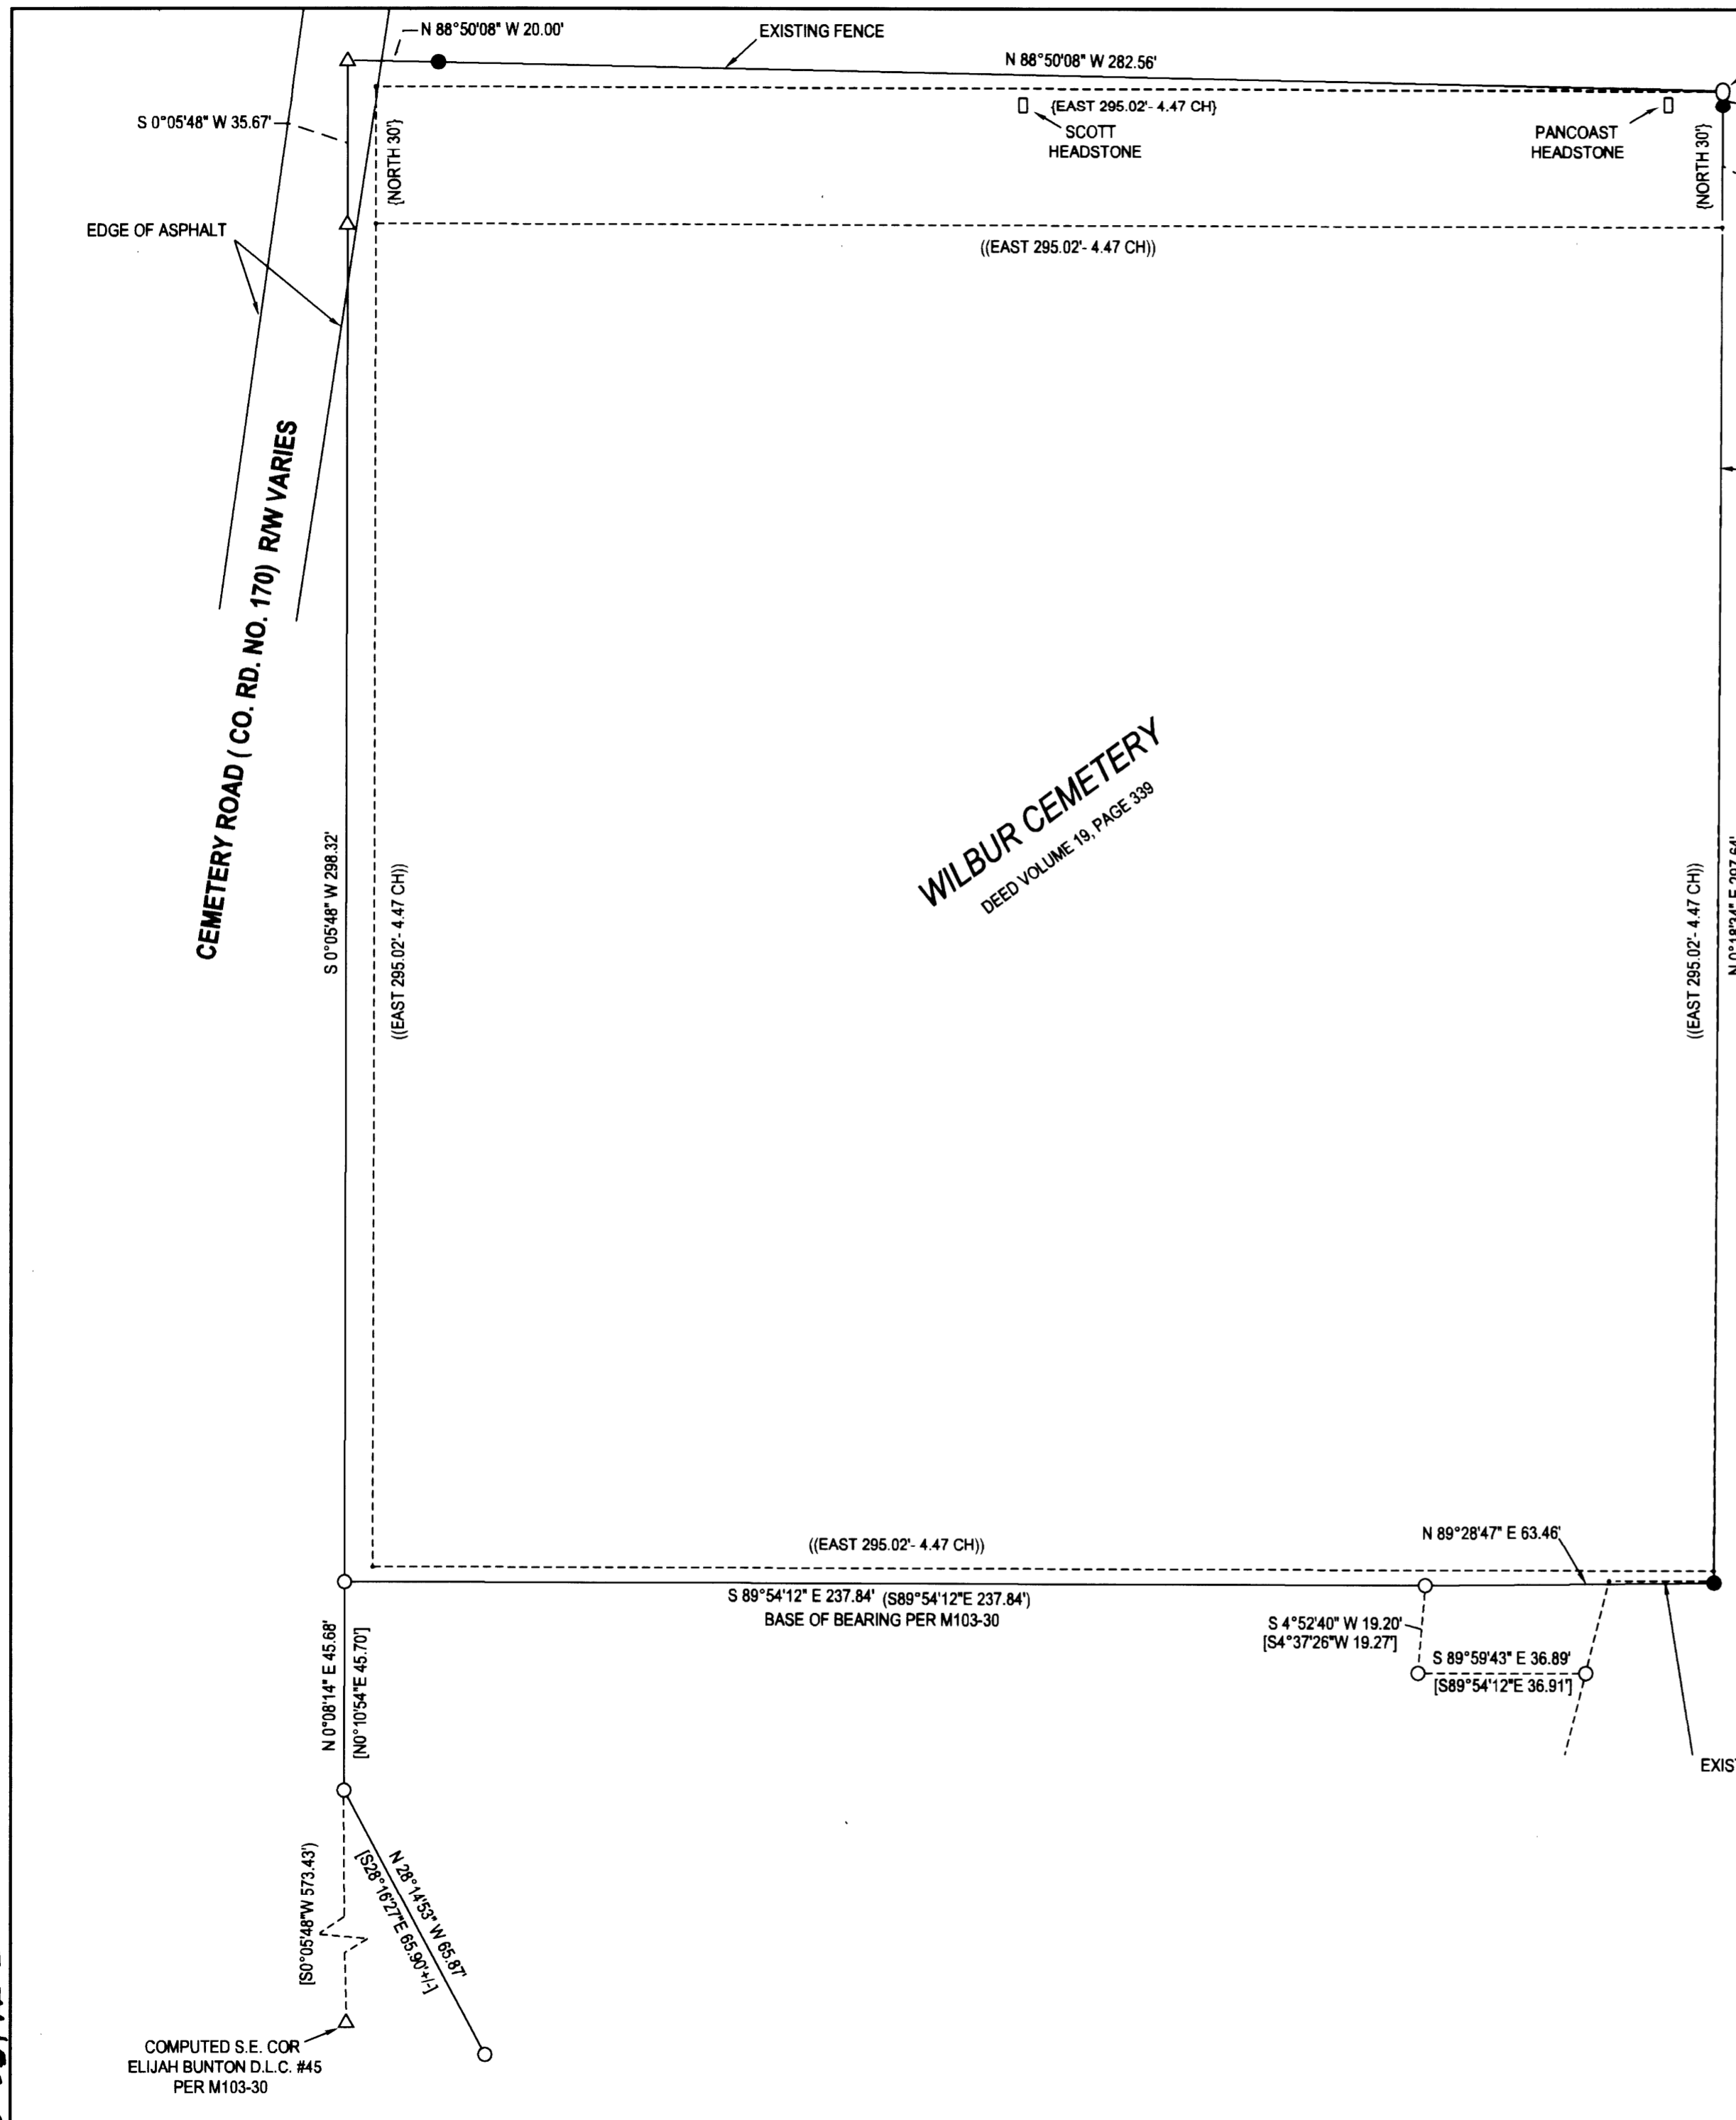 N 88°50'08" W 20.00'
EXISTING FENCE
N 88°50'08" W 282.56'
S 0°05'48" W 35.67'
{NORTH 30'}
{EAST 295.02'- 4.47 CH}
SCOTT
HEADSTONE
PANCOAST
HEADSTONE
{NORTH 30'}
EDGE OF ASPHALT
((EAST 295.02'- 4.47 CH))
CEMETERY ROAD ( CO. RD. NO. 170) R/W VARIES
WILBUR CEMETERY
DEED VOLUME 19, PAGE 339
S 0°05'48" W 298.32'
((EAST 295.02'- 4.47 CH))
((EAST 295.02'- 4.47 CH))
N 0°18'34" E 297.64'
((EAST 295.02'- 4.47 CH))
N 89°28'47" E 63.46'
S 89°54'12" E 237.84' (S89°54'12"E 237.84')
BASE OF BEARING PER M103-30
S 4°52'40" W 19.20'
[S4°37'26"W 19.27']
S 89°59'43" E 36.89'
[S89°54'12"E 36.91']
N 0°08'14" E 45.68'
[N0°10'54"E 45.70']
EXIST
N 28°14'53" W 65.87'
[S28°16'27"E 65.90'+/-]
[S0°05'48"W 573.43')
COMPUTED S.E. COR
ELIJAH BUNTON D.L.C. #45
PER M103-30